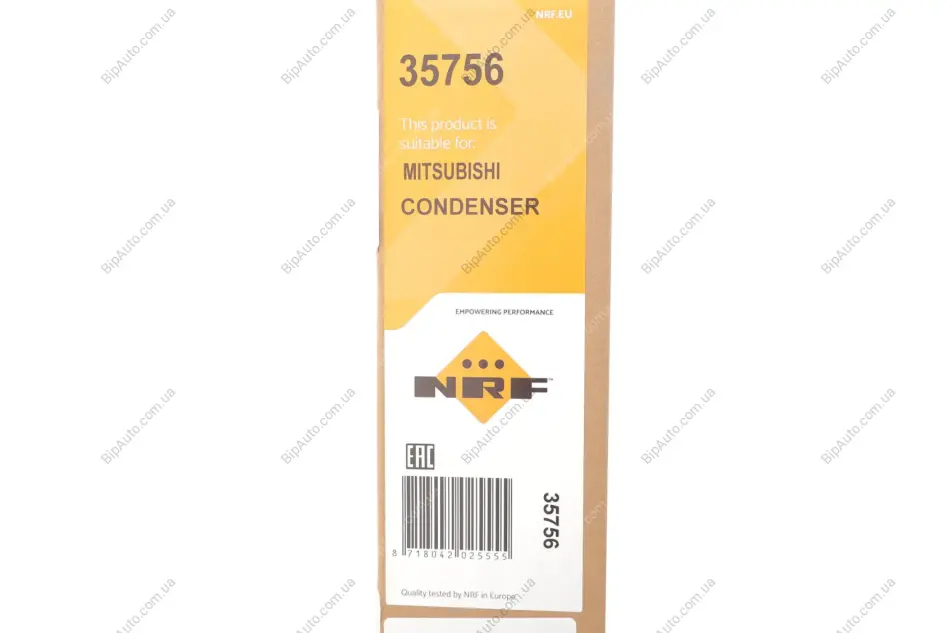 NRF.EU
35756
This product is
suitable for:
MITSUBISHI
CONDENSER
EMPOWERING PERFORMANCE
NRF™
EAC
8 718042 025555
35756
Quality tested by NRF in Europe
BipAuto.com.ua